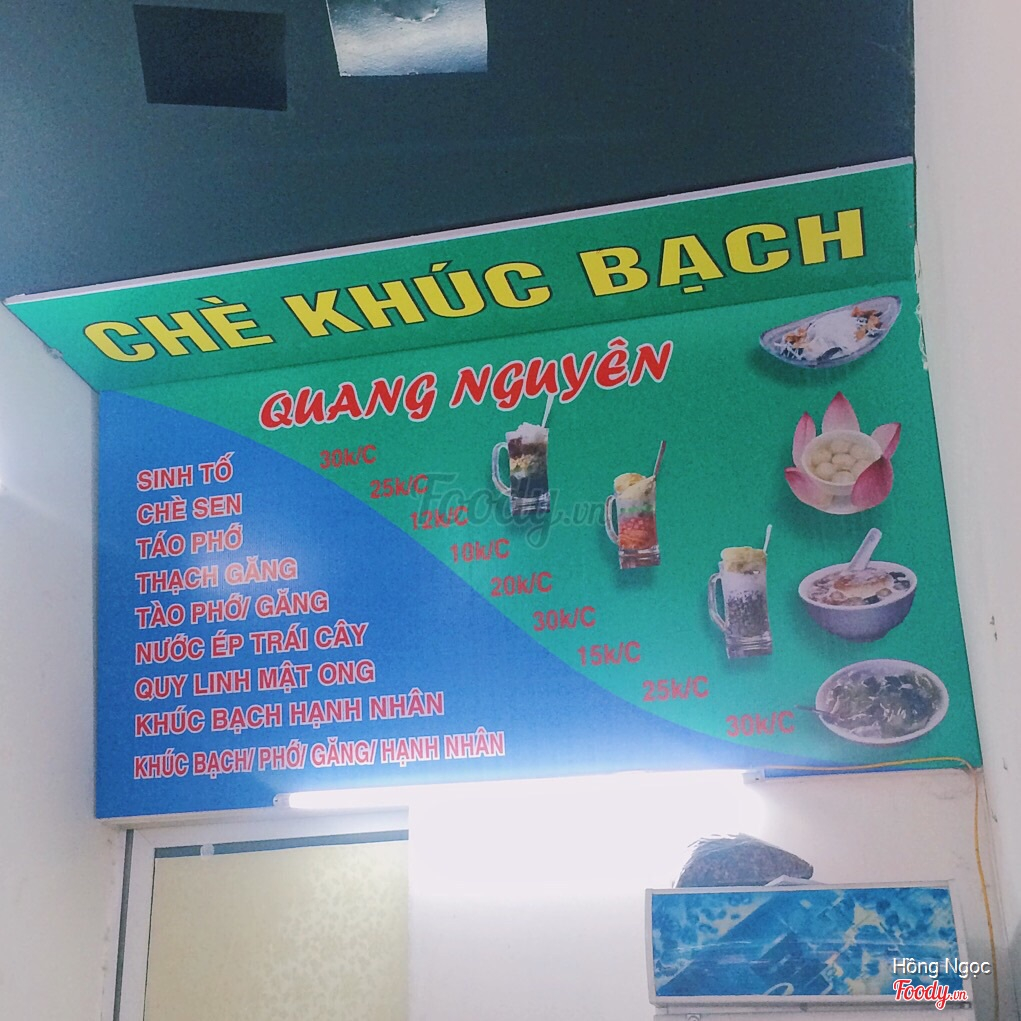 CHÈ KHÚC BẠCH
QUANG NGUYÊN
SINH TỐ 30k/C
CHÈ SEN 25k/C
TÁO PHỚ 12k/C
THẠCH GĂNG 10k/C
TÀO PHỚ/ GĂNG 20k/C
NƯỚC ÉP TRÁI CÂY 30k/C
QUY LINH MẬT ONG 15k/C
KHÚC BẠCH HẠNH NHÂN 25k/C
KHÚC BẠCH/ PHỚ/ GĂNG/ HẠNH NHÂN 30k/C
Foody.vn
Hồng Ngọc
Foody.vn